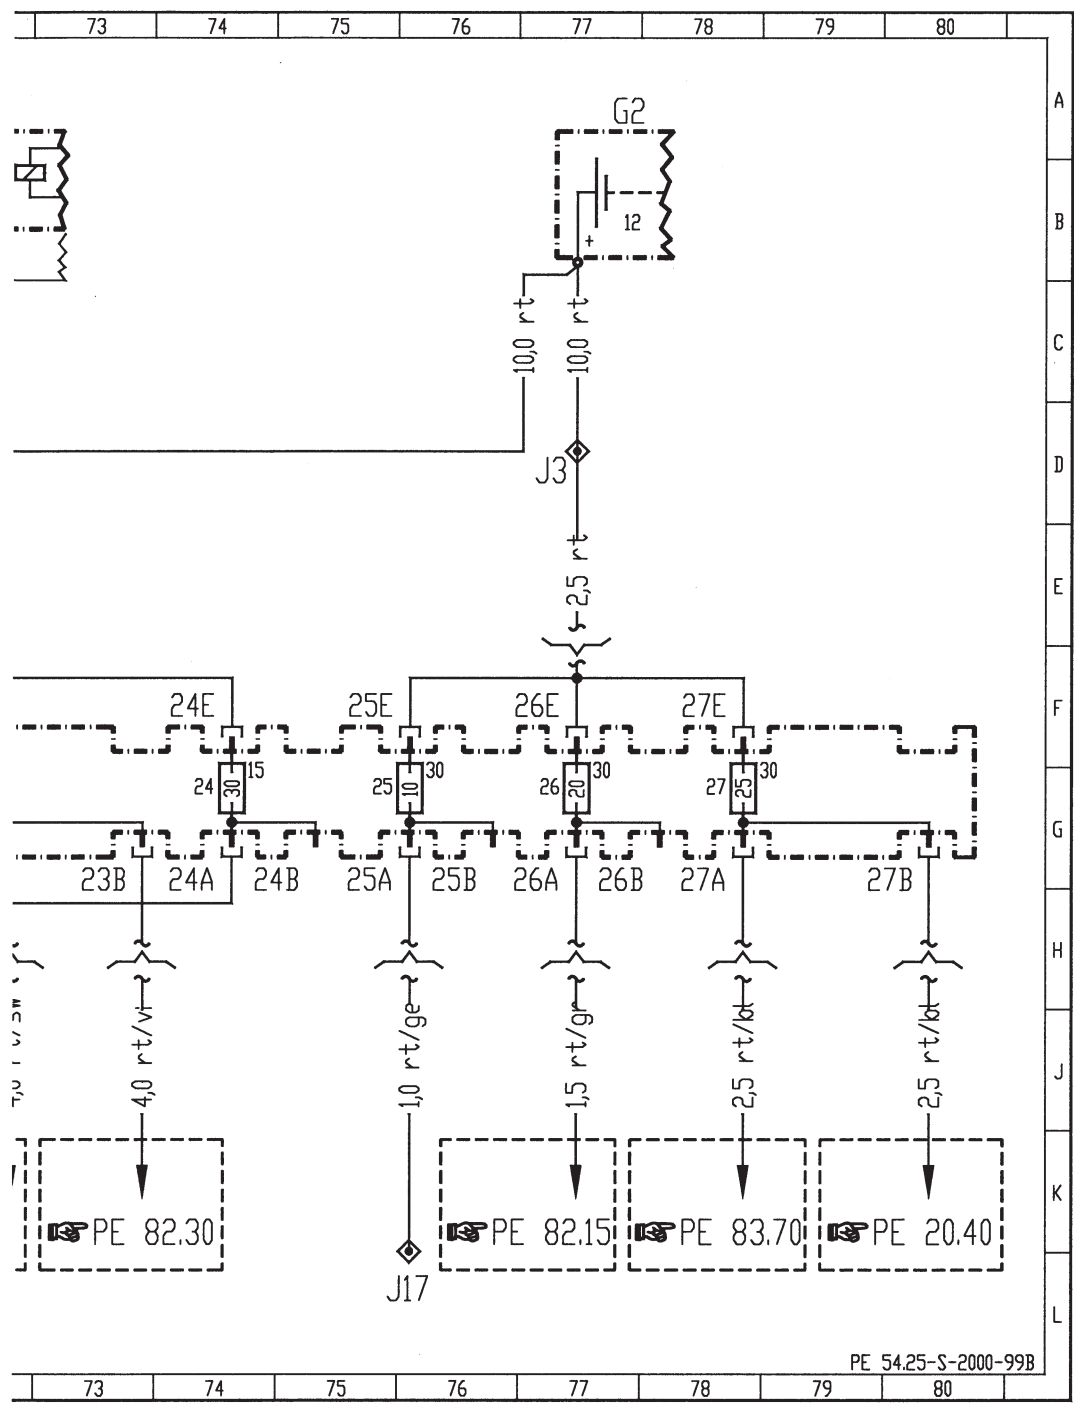 73 74 75 76 77 78 79 80
A
G2
B
12
+
10,0 rt
10,0 rt
C
J3
D
2,5 rt
E
24E 25E 26E 27E
F
15 30 30 30
24 30 25 10 26 20 27 25
G
23B 24A 24B 25A 25B 26A 26B 27A 27B
H
4,0 rt/vi
1,0 rt/ge
1,5 rt/gr
2,5 rt/bl
2,5 rt/bl
J
K
PE 82.30 PE 82.15 PE 83.70 PE 20.40
J17
L
PE 54.25-S-2000-99B
73 74 75 76 77 78 79 80